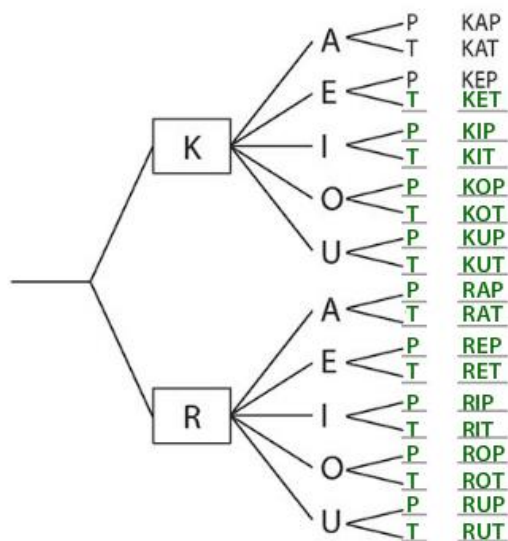 A P KAP
T KAT
E P KEP
T KET
K
I P KIP
T KIT
O P KOP
T KOT
U P KUP
T KUT
A P RAP
T RAT
E P REP
T RET
R
I P RIP
T RIT
O P ROP
T ROT
U P RUP
T RUT